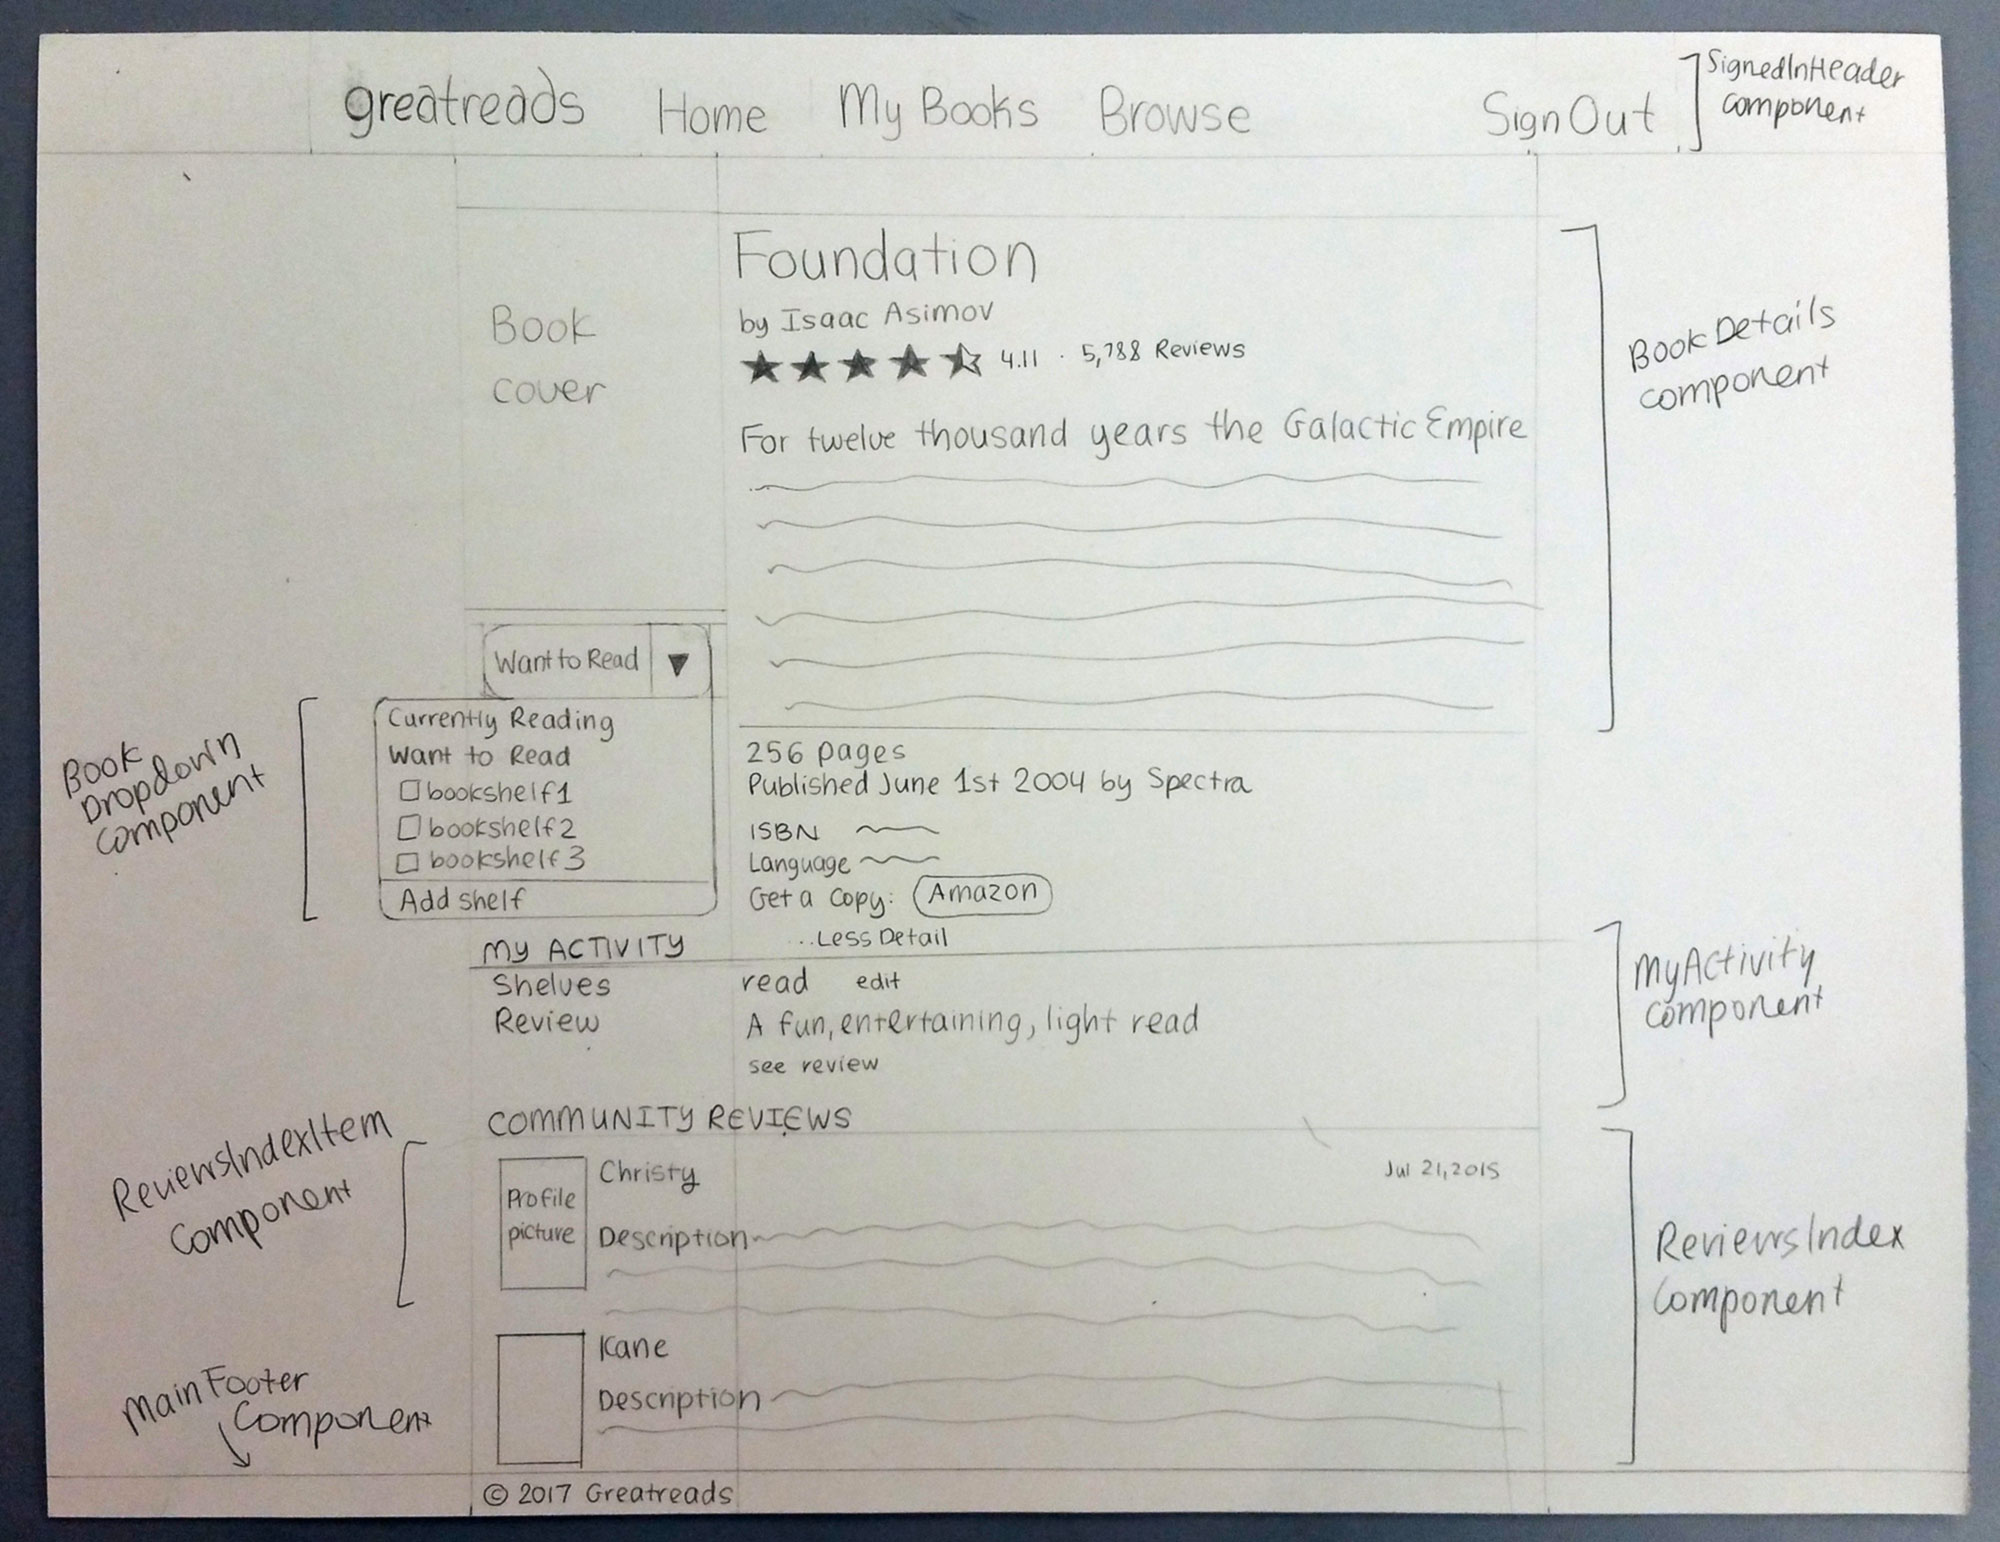 greatreads Home My Books Browse Sign Out
SignedInHeader
component
Foundation
by Isaac Asimov
4.11 · 5,788 Reviews
For twelve thousand years the Galactic Empire
Book
cover
BookDetails
component
Want to Read ▼
Currently Reading
Want to Read
bookshelf1
bookshelf2
bookshelf3
Add shelf
Book
Dropdown
component
256 pages
Published June 1st 2004 by Spectra
ISBN
Language
Get a Copy: Amazon
..Less Detail
MY ACTIVITY
Shelves read edit
Review A fun, entertaining, light read
see review
MyActivity
component
COMMUNITY REVIEWS
ReviewsIndexItem
component
Profile
picture
Christy Jul 21, 2015
Description
ReviewsIndex
component
Kane
Description
MainFooter
component
© 2017 Greatreads